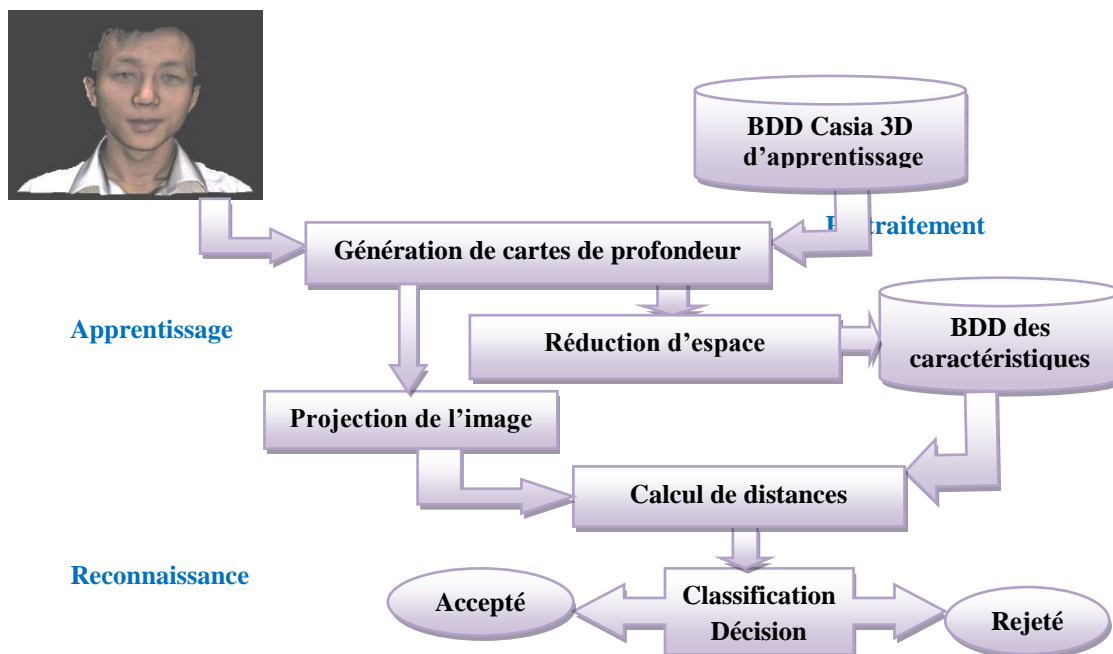 BDD Casia 3D
d’apprentissage
Génération de cartes de profondeur
Apprentissage
Réduction d’espace
BDD des
caractéristiques
Projection de l’image
Calcul de distances
Reconnaissance
Accepté
Classification
Décision
Rejeté